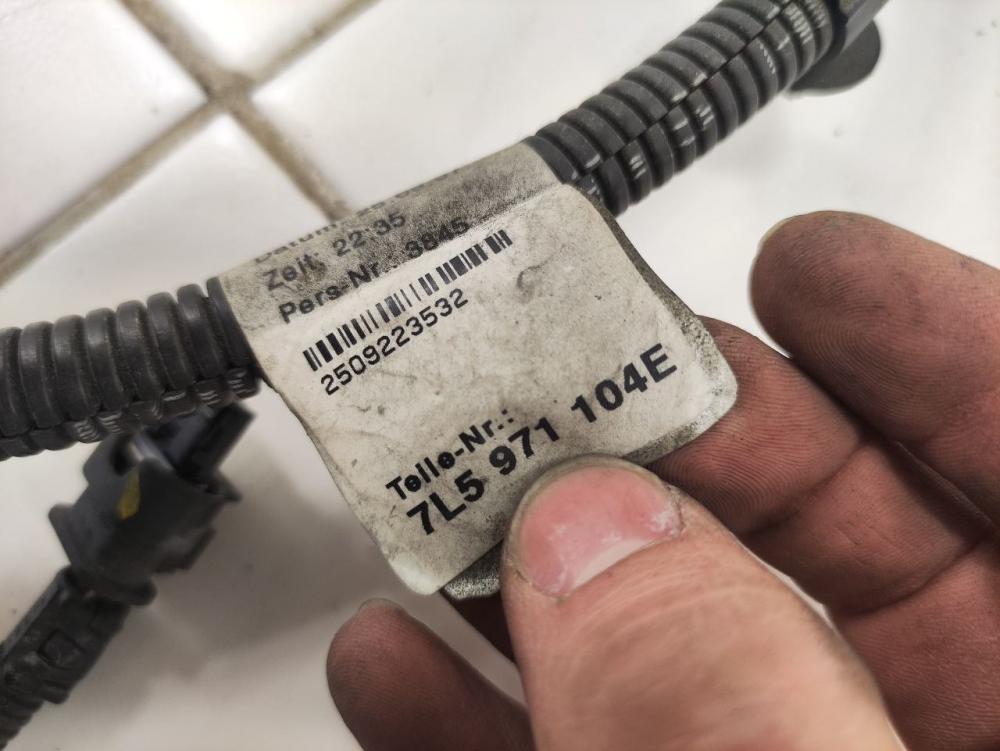 Zeit: 22:35
Pers-Nr.: 3845
2509223532
Teile-Nr.:
7L5 971 104E